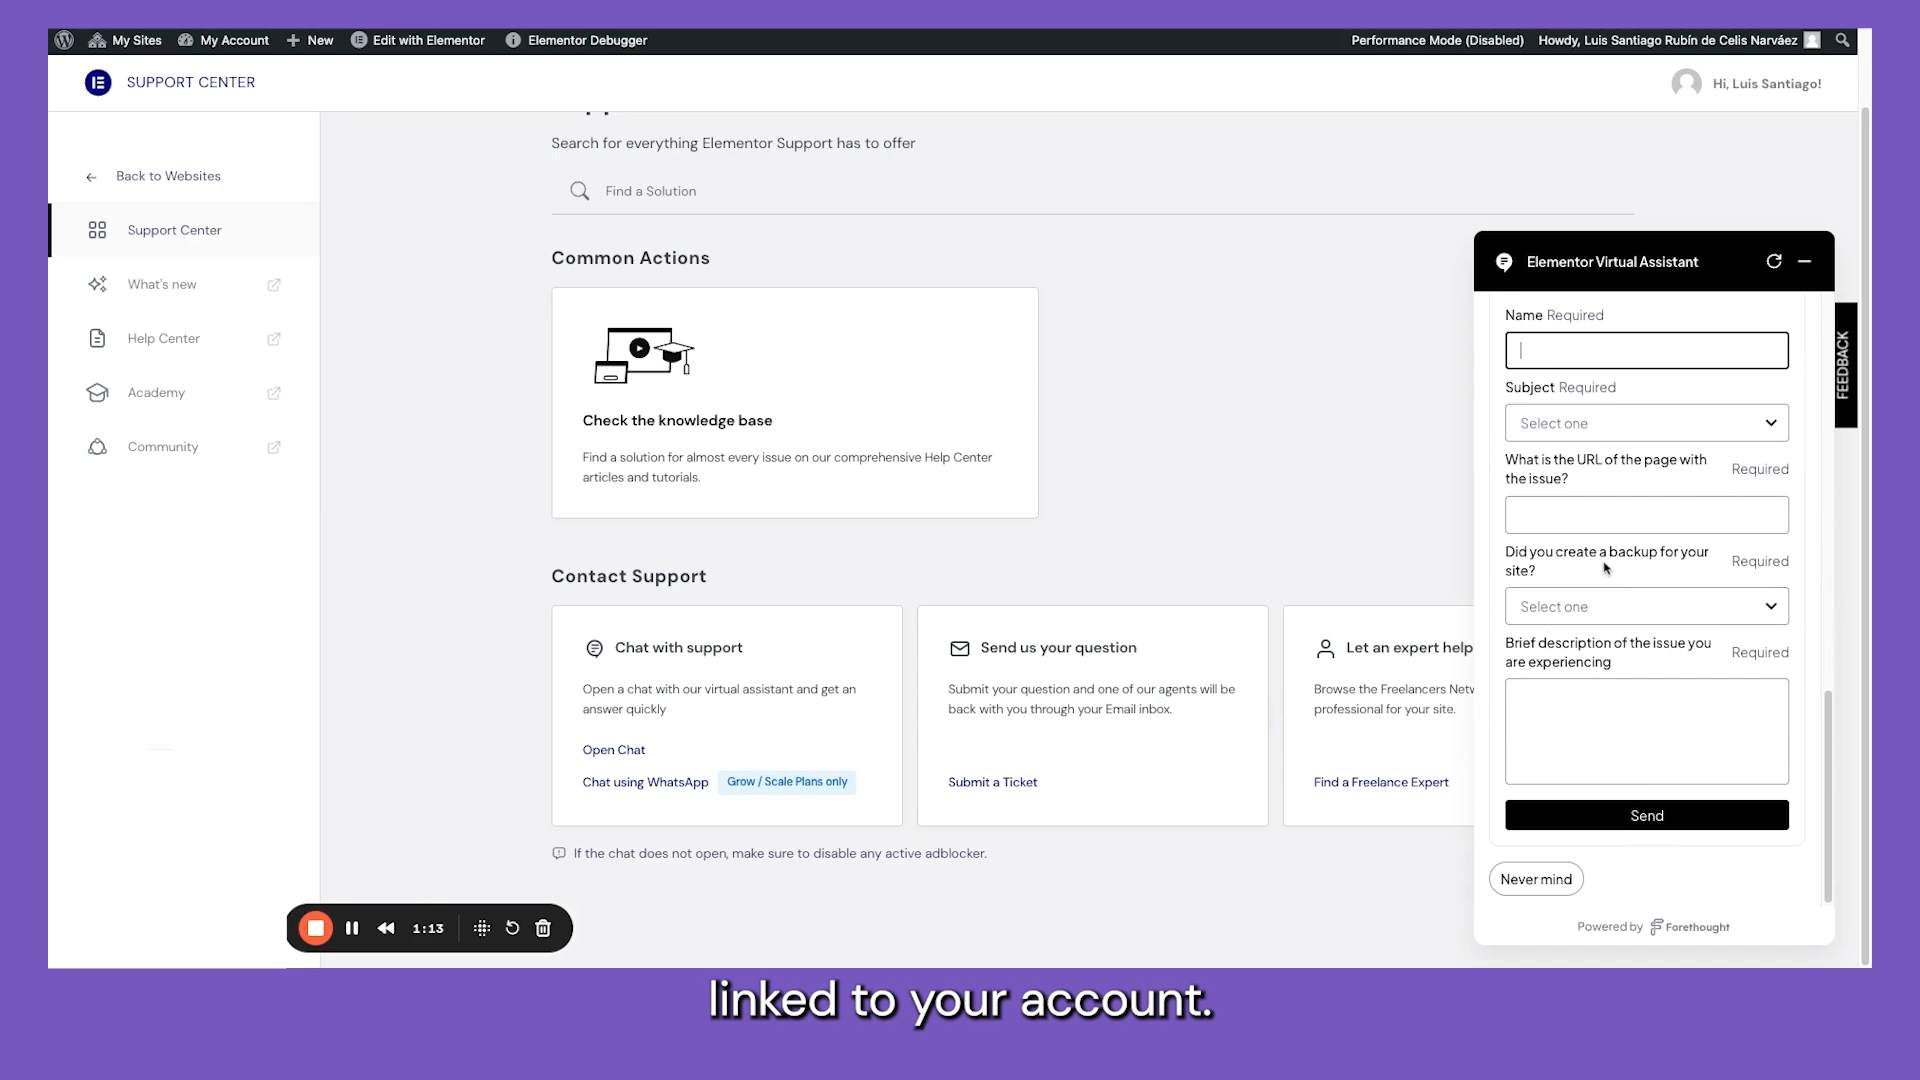 My Sites
My Account
New
Edit with Elementor
Elementor Debugger
Performance Mode (Disabled)
Howdy, Luis Santiago Rubín de Celis Narváez
SUPPORT CENTER
Hi, Luis Santiago!
Back to Websites
Support Center
What's new
Help Center
Academy
Community
Search for everything Elementor Support has to offer
Find a Solution
Common Actions
Check the knowledge base
Find a solution for almost every issue on our comprehensive Help Center
articles and tutorials.
Contact Support
Chat with support
Open a chat with our virtual assistant and get an
answer quickly
Open Chat
Chat using WhatsApp
Grow / Scale Plans only
Send us your question
Submit your question and one of our agents will be
back with you through your Email inbox.
Submit a Ticket
Let an expert help
Browse the Freelancers
professional for your site.
Find a Freelance Expert
If the chat does not open, make sure to disable any active adblocker.
Elementor Virtual Assistant
Name Required
Subject Required
Select one
What is the URL of the page with
the issue?
Required
Did you create a backup for your
site?
Required
Select one
Brief description of the issue you
are experiencing
Required
Send
Never mind
Powered by Forethought
FEEDBACK
1:13
linked to your account.